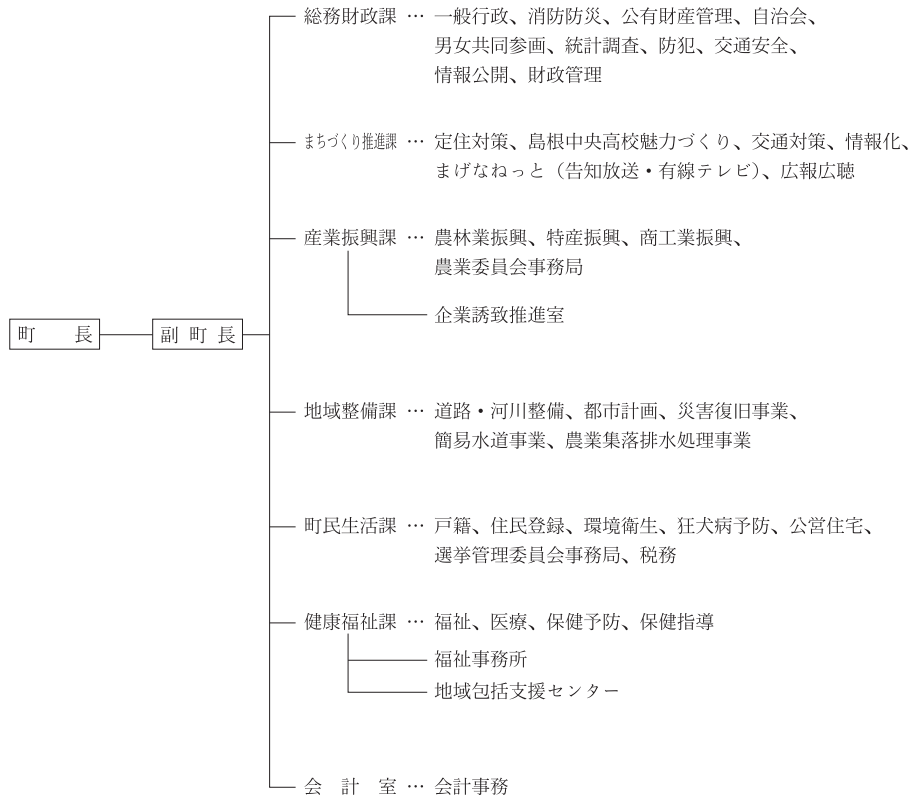 総務財政課 … 一般行政、消防防災、公有財産管理、自治会、
男女共同参画、統計調査、防犯、交通安全、
情報公開、財政管理
まちづくり推進課 … 定住対策、島根中央高校魅力づくり、交通対策、情報化、
まげなねっと（告知放送・有線テレビ）、広報広聴
産業振興課 … 農林業振興、特産振興、商工業振興、
農業委員会事務局
企業誘致推進室
町　長
副 町 長
地域整備課 … 道路・河川整備、都市計画、災害復旧事業、
簡易水道事業、農業集落排水処理事業
町民生活課 … 戸籍、住民登録、環境衛生、狂犬病予防、公営住宅、
選挙管理委員会事務局、税務
健康福祉課 … 福祉、医療、保健予防、保健指導
福祉事務所
地域包括支援センター
会　計　室 … 会計事務